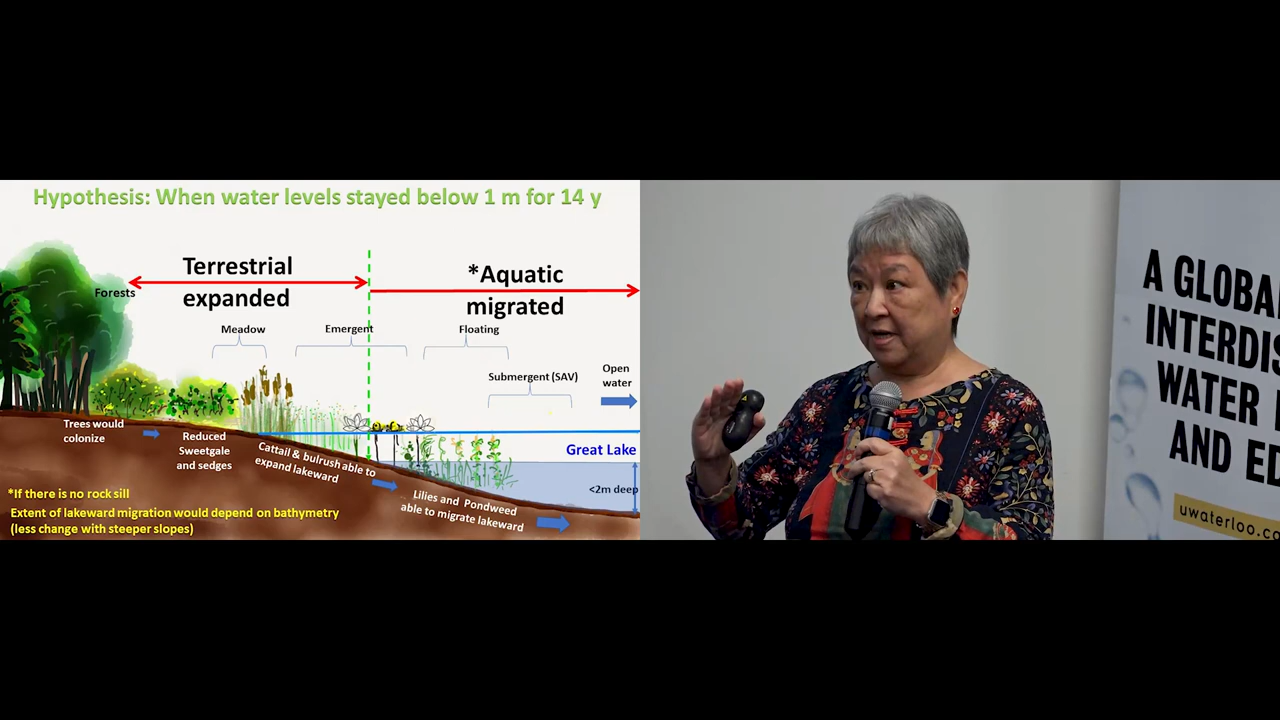 Hypothesis: When water levels stayed below 1 m for 14 y
Terrestrial
expanded
*Aquatic
migrated
Forests
Meadow
Emergent
Floating
Submergent (SAV)
Open
water
Trees would
colonize
Reduced
Sweetgale
and sedges
Cattail & bulrush able to
expand lakeward
Great Lake
<2m deep
Lilies and Pondweed
able to migrate lakeward
*If there is no rock sill
Extent of lakeward migration would depend on bathymetry
(less change with steeper slopes)
A GLOBA
INTERDIS
WATER
AND ED
uwaterloo.c